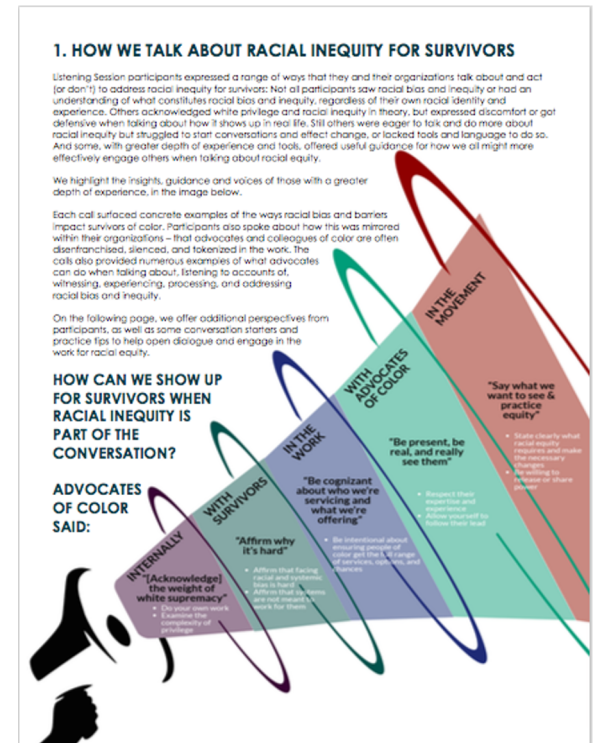 1. HOW WE TALK ABOUT RACIAL INEQUITY FOR SURVIVORS
Listening Session participants expressed a range of ways that they and their organizations talk about and act
(or don't) to address racial inequity for survivors: Not all participants saw racial bias and inequity or had an
understanding of what constitutes racial bias and inequity, regardless of their own racial identity and
experience. Others acknowledged white privilege and racial inequity in theory, but expressed discomfort or got
defensive when talking about how it shows up in real life. Still others were eager to talk and do more about
racial inequity but struggled to start conversations and effect change, or lacked tools and language to do so.
And some, with greater depth of experience and tools, offered useful guidance for how we all might more
effectively engage others when talking about racial equity.
We highlight the insights, guidance and voices of those with a greater
depth of experience, in the image below.
Each call surfaced concrete examples of the ways racial bias and barriers
impact survivors of color. Participants also spoke about how this was mirrored
within their organizations – that advocates and colleagues of color are often
disenfranchised, silenced, and tokenized in the work. The
calls also provided numerous examples of what advocates
can do when talking about, listening to accounts of,
witnessing, experiencing, processing, and addressing
racial bias and inequity.
On the following page, we offer additional perspectives from
participants, as well as some conversation starters and
practice tips to help open dialogue and engage in the
work for racial equity.
HOW CAN WE SHOW UP
FOR SURVIVORS WHEN
RACIAL INEQUITY IS
PART OF THE
CONVERSATION?
ADVOCATES
OF COLOR
SAID:
INTERNALLY
"[Acknowledge]
the weight of
white supremacy"
• Do your own work
• Examine the
complexity of
privilege
WITH
SURVIVORS
"Affirm why
it's hard"
• Affirm that facing
racial and systemic
bias is hard
• Affirm that systems
are not meant to
work for them
IN THE
WORK
"Be cognizant
about who we're
servicing and
what we're
offering"
• Be intentional about
ensuring people of
color get the full range
of services, options, and
chances
WITH
ADVOCATES
OF COLOR
"Be present, be
real, and really
see them"
• Respect their
expertise and
experience
• Allow yourself to
follow their lead
IN THE
MOVEMENT
"Say what we
want to see &
practice
equity"
• State clearly what
racial equity
requires and make
the necessary
changes
• Be willing to
release or share
power